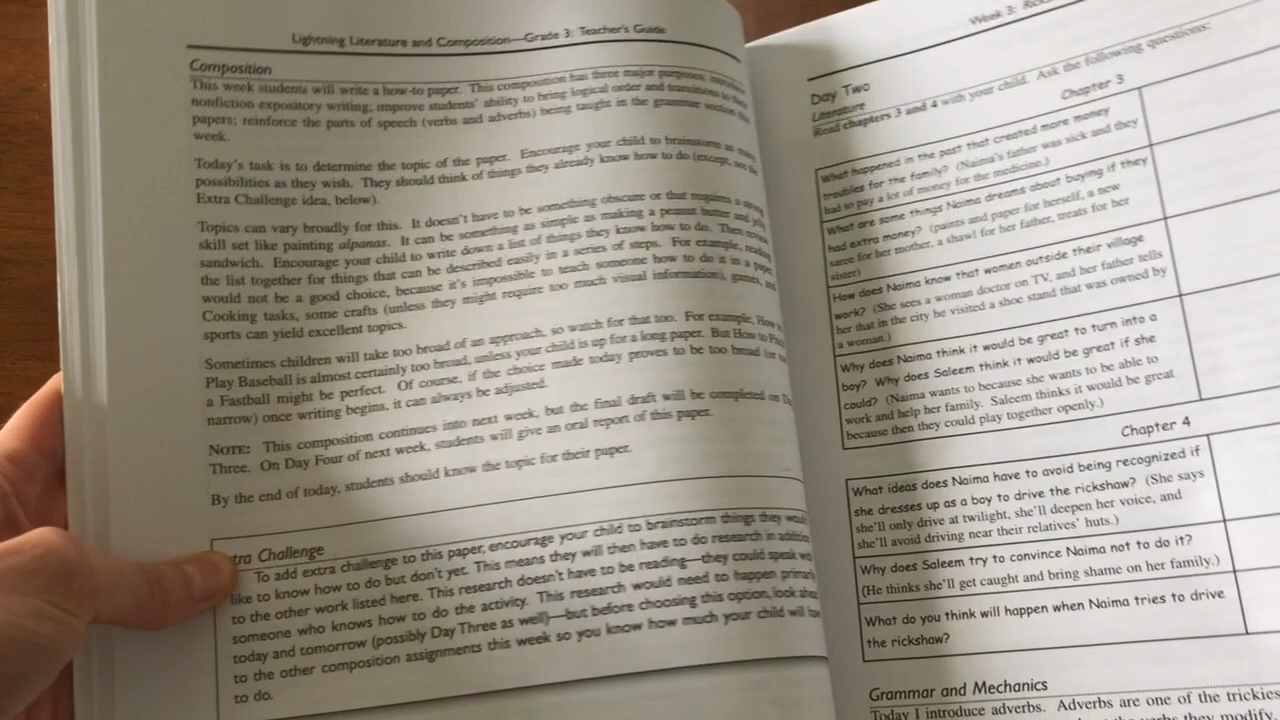 Lightning Literature and Composition—Grade 3: Teacher's Guide
Composition
This week students will write a how-to paper. This composition has three major purposes:
nonfiction expository writing; improve students' ability to bring logical order and transitions to their
papers; reinforce the parts of speech (verbs and adverbs) being taught in the grammar section this
week.
Today's task is to determine the topic of the paper. Encourage your child to brainstorm as many
possibilities as they wish. They should think of things they already know how to do (except, see the
Extra Challenge idea, below).
Topics can vary broadly for this. It doesn't have to be something obscure or that requires a
skill set like painting alpanas. It can be something as simple as making a peanut butter and jelly
sandwich. Encourage your child to write down a list of things they know how to do. Then review
the list together for things that can be described easily in a series of steps. For example, reading
would not be a good choice, because it's impossible to teach someone how to do it in a paper.
Cooking tasks, some crafts (unless they might require too much visual information), games, and
sports can yield excellent topics.
Sometimes children will take too broad of an approach, so watch for that too. For example, How to
Play Baseball is almost certainly too broad, unless your child is up for a long paper. But How to Pitch
a Fastball might be perfect. Of course, if the choice made today proves to be too broad (or too
narrow) once writing begins, it can always be adjusted.
NOTE: This composition continues into next week, but the final draft will be completed on Day
Three. On Day Four of next week, students will give an oral report of this paper.
By the end of today, students should know the topic for their paper.
tra Challenge
To add extra challenge to this paper, encourage your child to brainstorm things they would
like to know how to do but don't yet. This means they will then have to do research in addition
to the other work listed here. This research doesn't have to be reading—they could speak with
someone who knows how to do the activity. This research would need to happen primarily
today and tomorrow (possibly Day Three as well)—but before choosing this option, look ahead
to the other composition assignments this week so you know how much your child will have
to do.
Week 3: Ricks
Day Two
Literature
Read chapters 3 and 4 with your child. Ask the following questions:
Chapter 3
What happened in the past that created more money
troubles for the family? (Naima's father was sick and they
had to pay a lot of money for the medicine.)
What are some things Naima dreams about buying if they
had extra money? (paints and paper for herself, a new
saree for her mother, a shawl for her father, treats for her
sister)
How does Naima know that women outside their village
work? (She sees a woman doctor on TV, and her father tells
her that in the city he visited a shoe stand that was owned by
a woman.)
Why does Naima think it would be great to turn into a
boy? Why does Saleem think it would be great if she
could? (Naima wants to because she wants to be able to
work and help her family. Saleem thinks it would be great
because then they could play together openly.)
Chapter 4
What ideas does Naima have to avoid being recognized if
she dresses up as a boy to drive the rickshaw? (She says
she'll only drive at twilight, she'll deepen her voice, and
she'll avoid driving near their relatives' huts.)
Why does Saleem try to convince Naima not to do it?
(He thinks she'll get caught and bring shame on her family.)
What do you think will happen when Naima tries to drive
the rickshaw?
Grammar and Mechanics
Today I introduce adverbs. Adverbs are one of the trickies
the verbs they modify